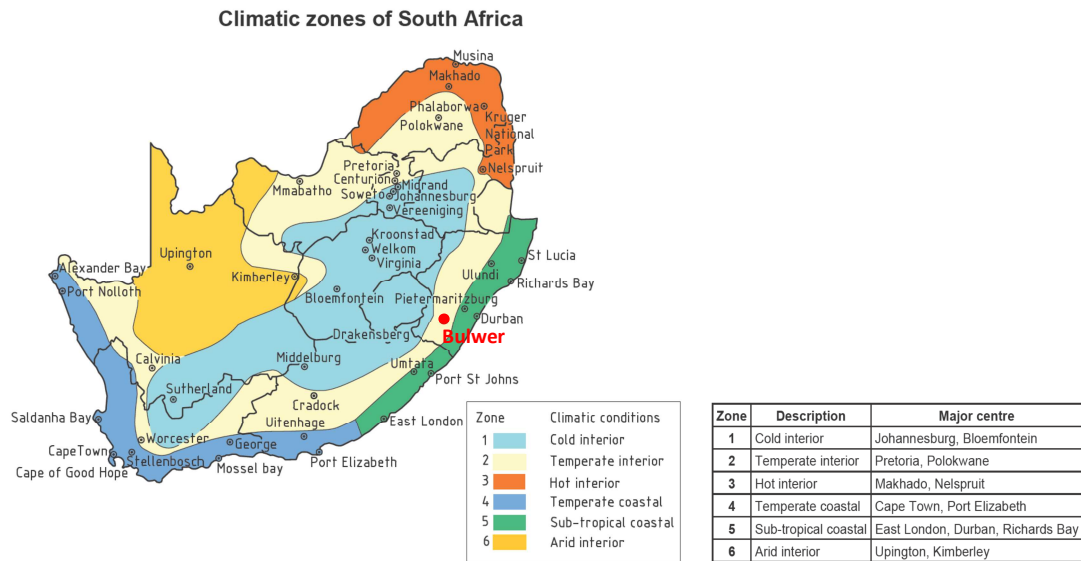 Climatic zones of South Africa
Musina
Makhado
Phalaborwa
Polokwane
Kruger
National
Park
Nelspruit
Pretoria
Centurion
Midrand
Soweto
Johannesburg
Vereeniging
Mmabatho
Kroonstad
Welkom
Virginia
Upington
Kimberley
Bloemfontein
Ulundi
St Lucia
Richards Bay
Pietermaritzburg
Durban
Bulwer
Drakensberg
Alexander Bay
Port Nolloth
Calvinia
Middelburg
Umtata
Port St Johns
Sutherland
Cradock
Saldanha Bay
Uitenhage
East London
Worcester
George
CapeTown
Stellenbosch
Mossel bay
Port Elizabeth
Cape of Good Hope
Zone Climatic conditions
1 Cold interior
2 Temperate interior
3 Hot interior
4 Temperate coastal
5 Sub-tropical coastal
6 Arid interior
Zone Description Major centre
1 Cold interior Johannesburg, Bloemfontein
2 Temperate interior Pretoria, Polokwane
3 Hot interior Makhado, Nelspruit
4 Temperate coastal Cape Town, Port Elizabeth
5 Sub-tropical coastal East London, Durban, Richards Bay
6 Arid interior Upington, Kimberley